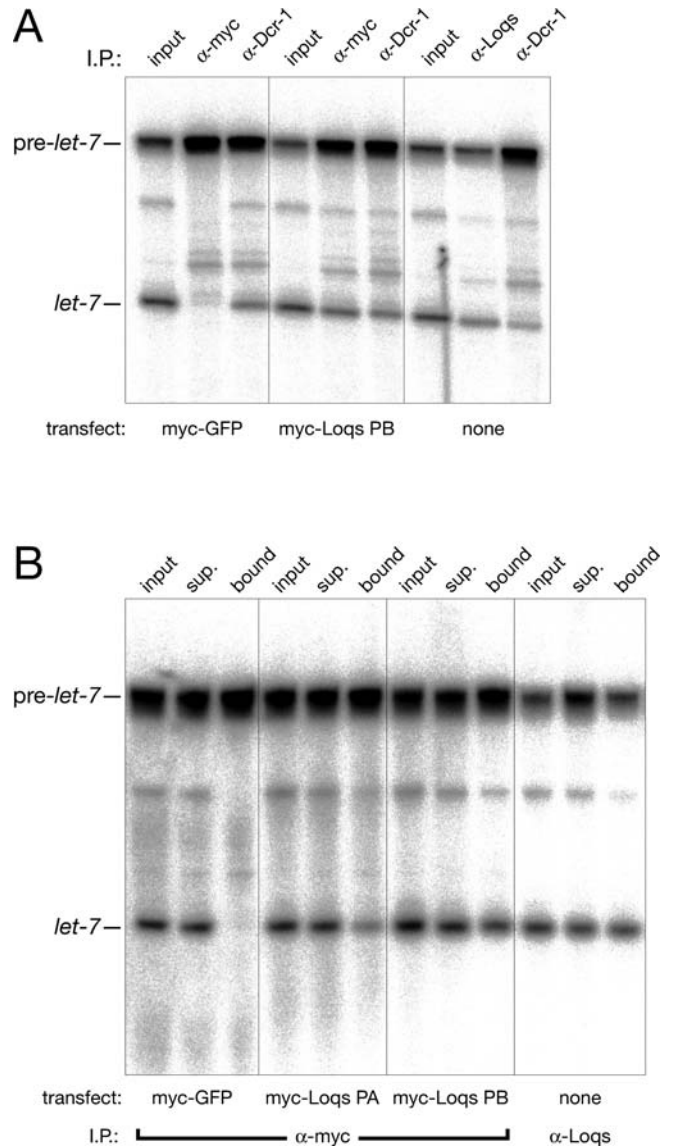 A
I.P.: input α-myc α-Dcr-1 input α-myc α-Dcr-1 input α-Loqs α-Dcr-1
pre-let-7
let-7
transfect: myc-GFP myc-Loqs PB none
B
input sup. bound input sup. bound input sup. bound input sup. bound
pre-let-7
let-7
transfect: myc-GFP myc-Loqs PA myc-Loqs PB none
I.P.: α-myc α-Loqs